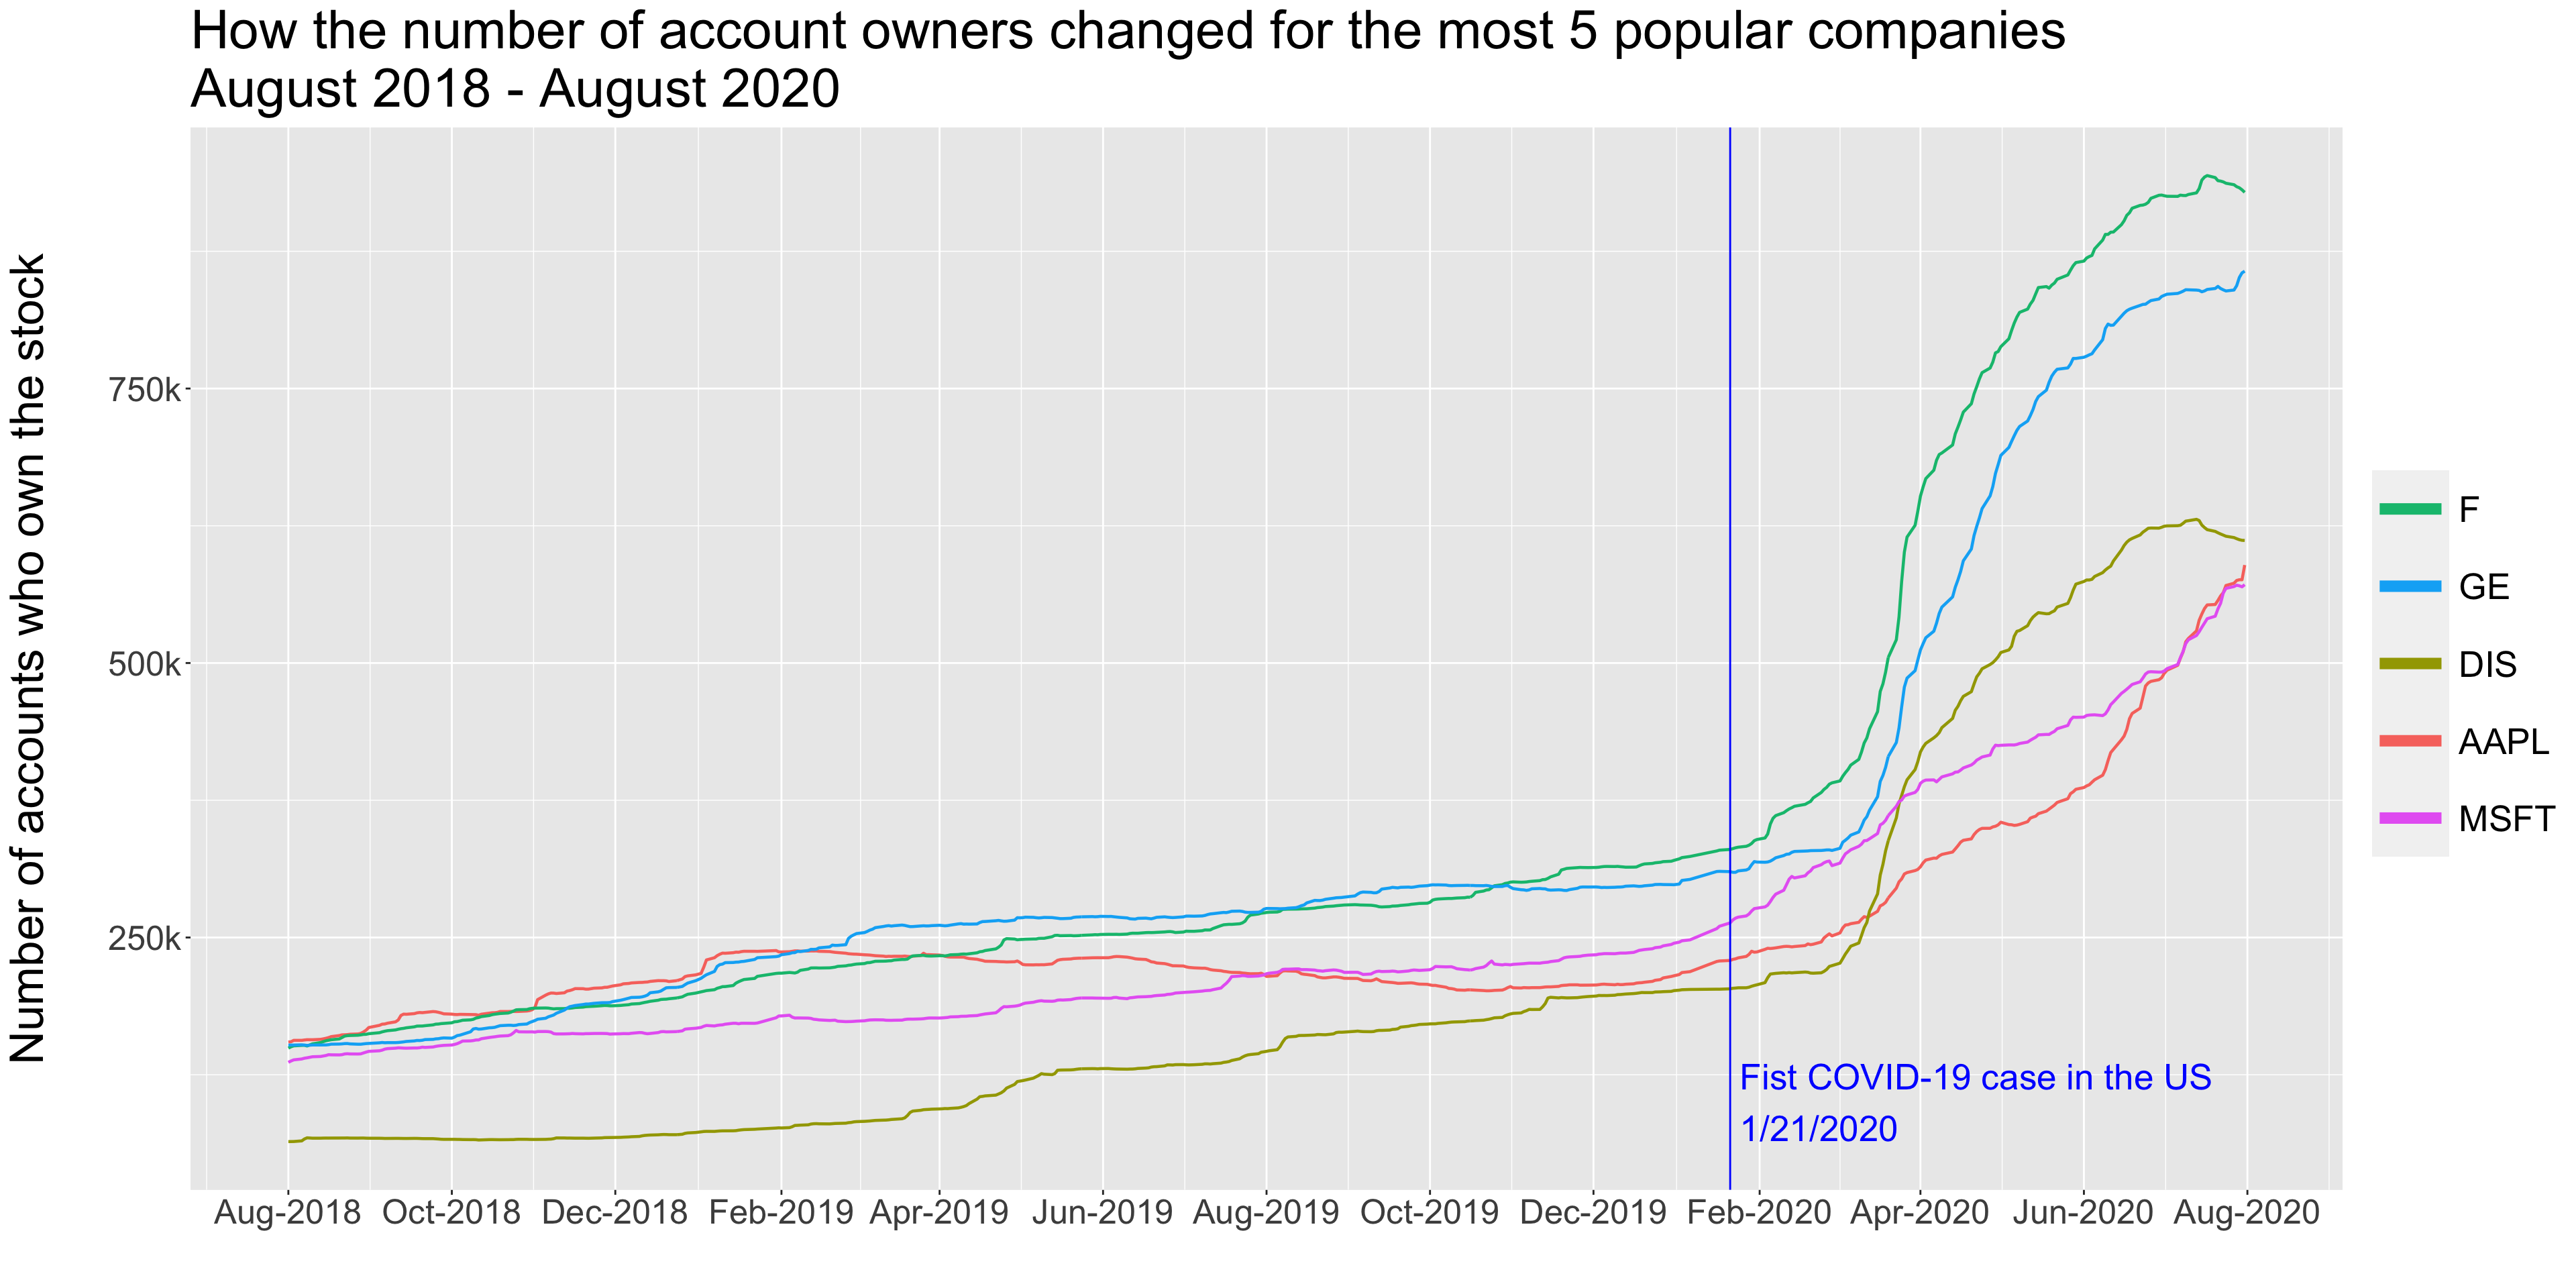 How the number of account owners changed for the most 5 popular companies
August 2018 - August 2020
Number of accounts who own the stock
750k
500k
250k
Fist COVID-19 case in the US
1/21/2020
Aug-2018 Oct-2018 Dec-2018 Feb-2019 Apr-2019 Jun-2019 Aug-2019 Oct-2019 Dec-2019 Feb-2020 Apr-2020 Jun-2020 Aug-2020
F
GE
DIS
AAPL
MSFT